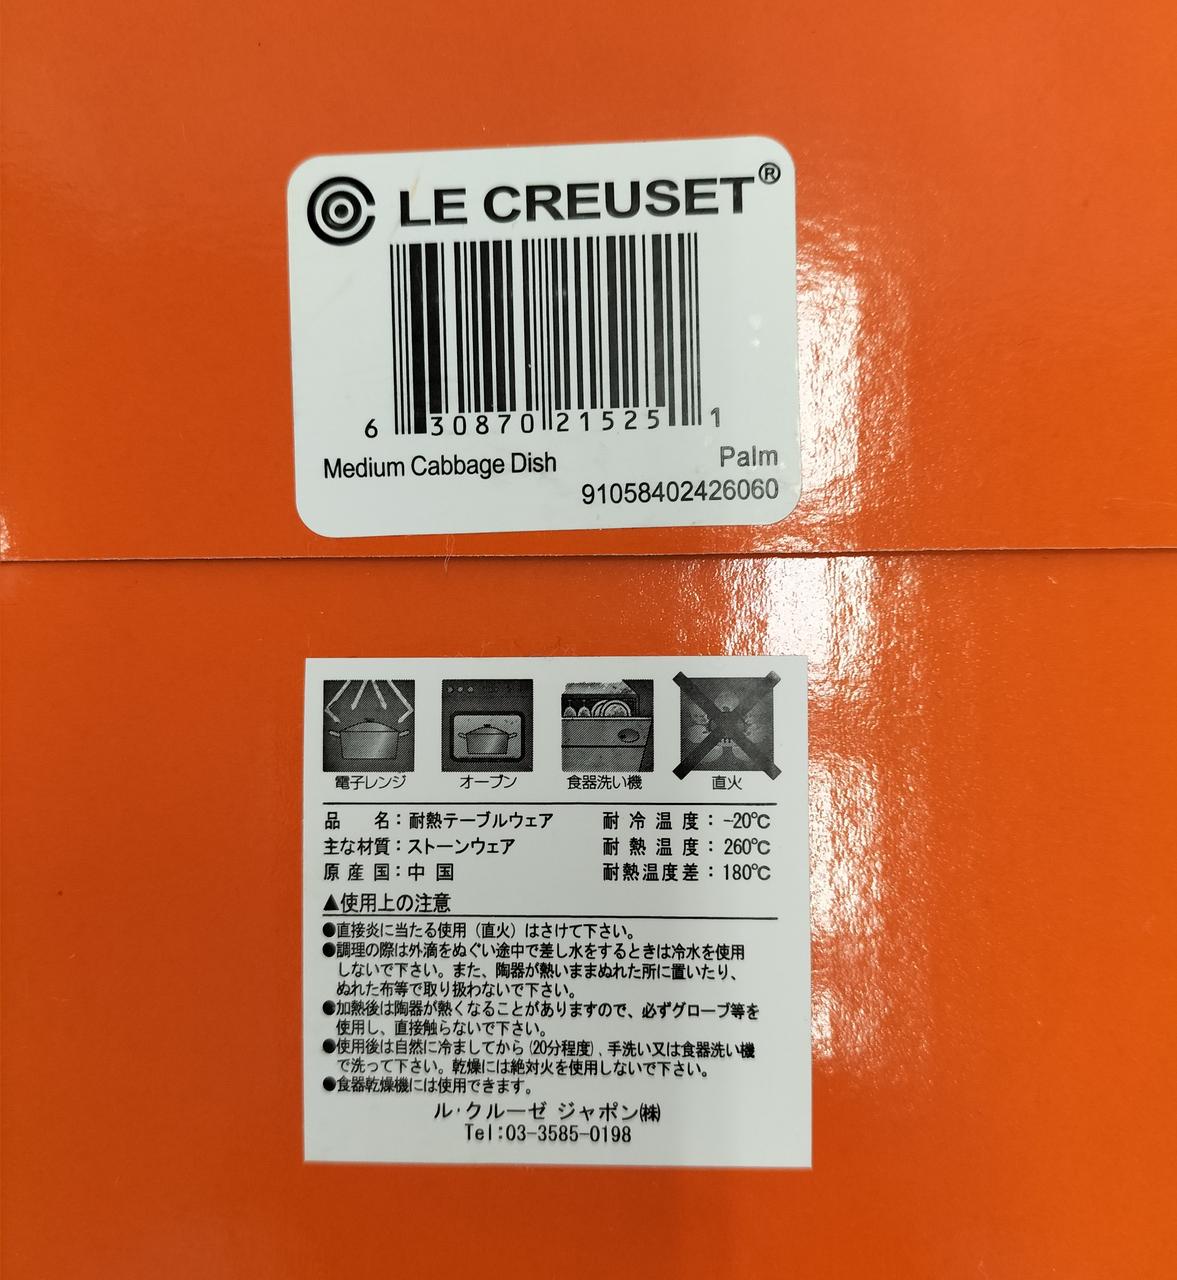 LE CREUSET®
6 30870 21525 1
Medium Cabbage Dish Palm
91058402426060
電子レンジ オーブン 食器洗い機 直火
品 名：耐熱テーブルウェア 耐冷温度：-20℃
主な材質：ストーンウェア 耐熱温度：260℃
原産国：中国 耐熱温度差：180℃
▲使用上の注意
●直接炎に当たる使用（直火）はさけて下さい。
●調理の際は外滴をぬぐい途中で差し水をするときは冷水を使用
しないで下さい。また、陶器が熱いままぬれた所に置いたり、
ぬれた布等で取り扱わないで下さい。
●加熱後は陶器が熱くなることがありますので、必ずグローブ等を
使用し、直接触らないで下さい。
●使用後は自然に冷ましてから（20分程度）、手洗い又は食器洗い機
で洗って下さい。乾燥には絶対火を使用しないで下さい。
●食器乾燥機には使用できます。
ル・クルーゼ ジャポン㈱
Tel:03-3585-0198